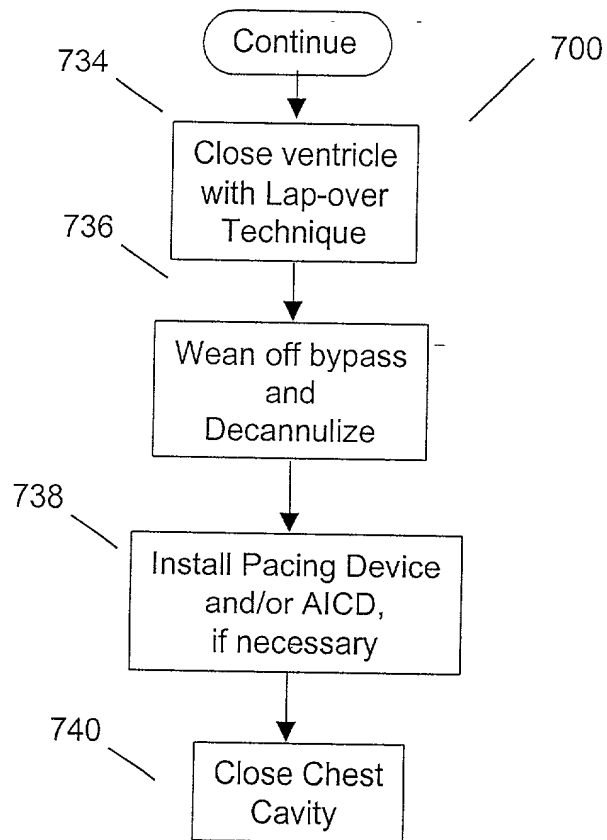 Continue
700
734
Close ventricle
with Lap-over
Technique
736
Wean off bypass
and
Decannulize
738
Install Pacing Device
and/or AICD,
if necessary
740
Close Chest
Cavity